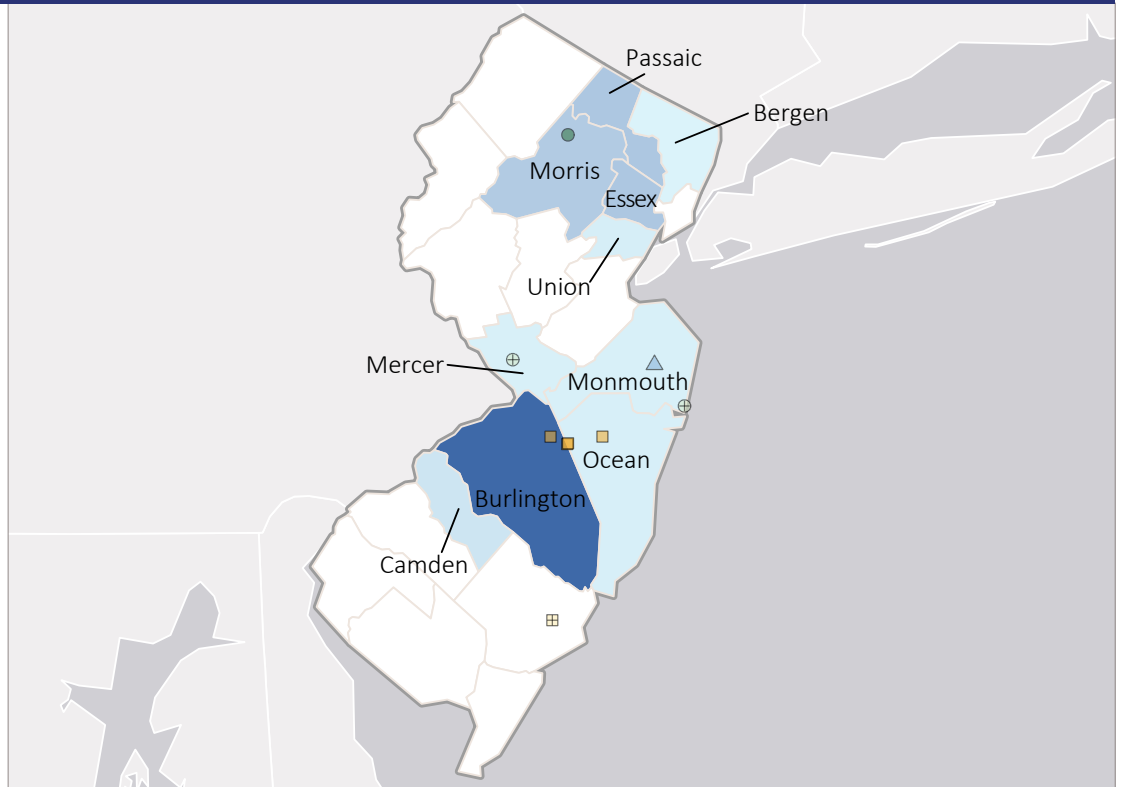 Passaic
Bergen
Morris
Essex
Union
Mercer
Monmouth
Ocean
Burlington
Camden